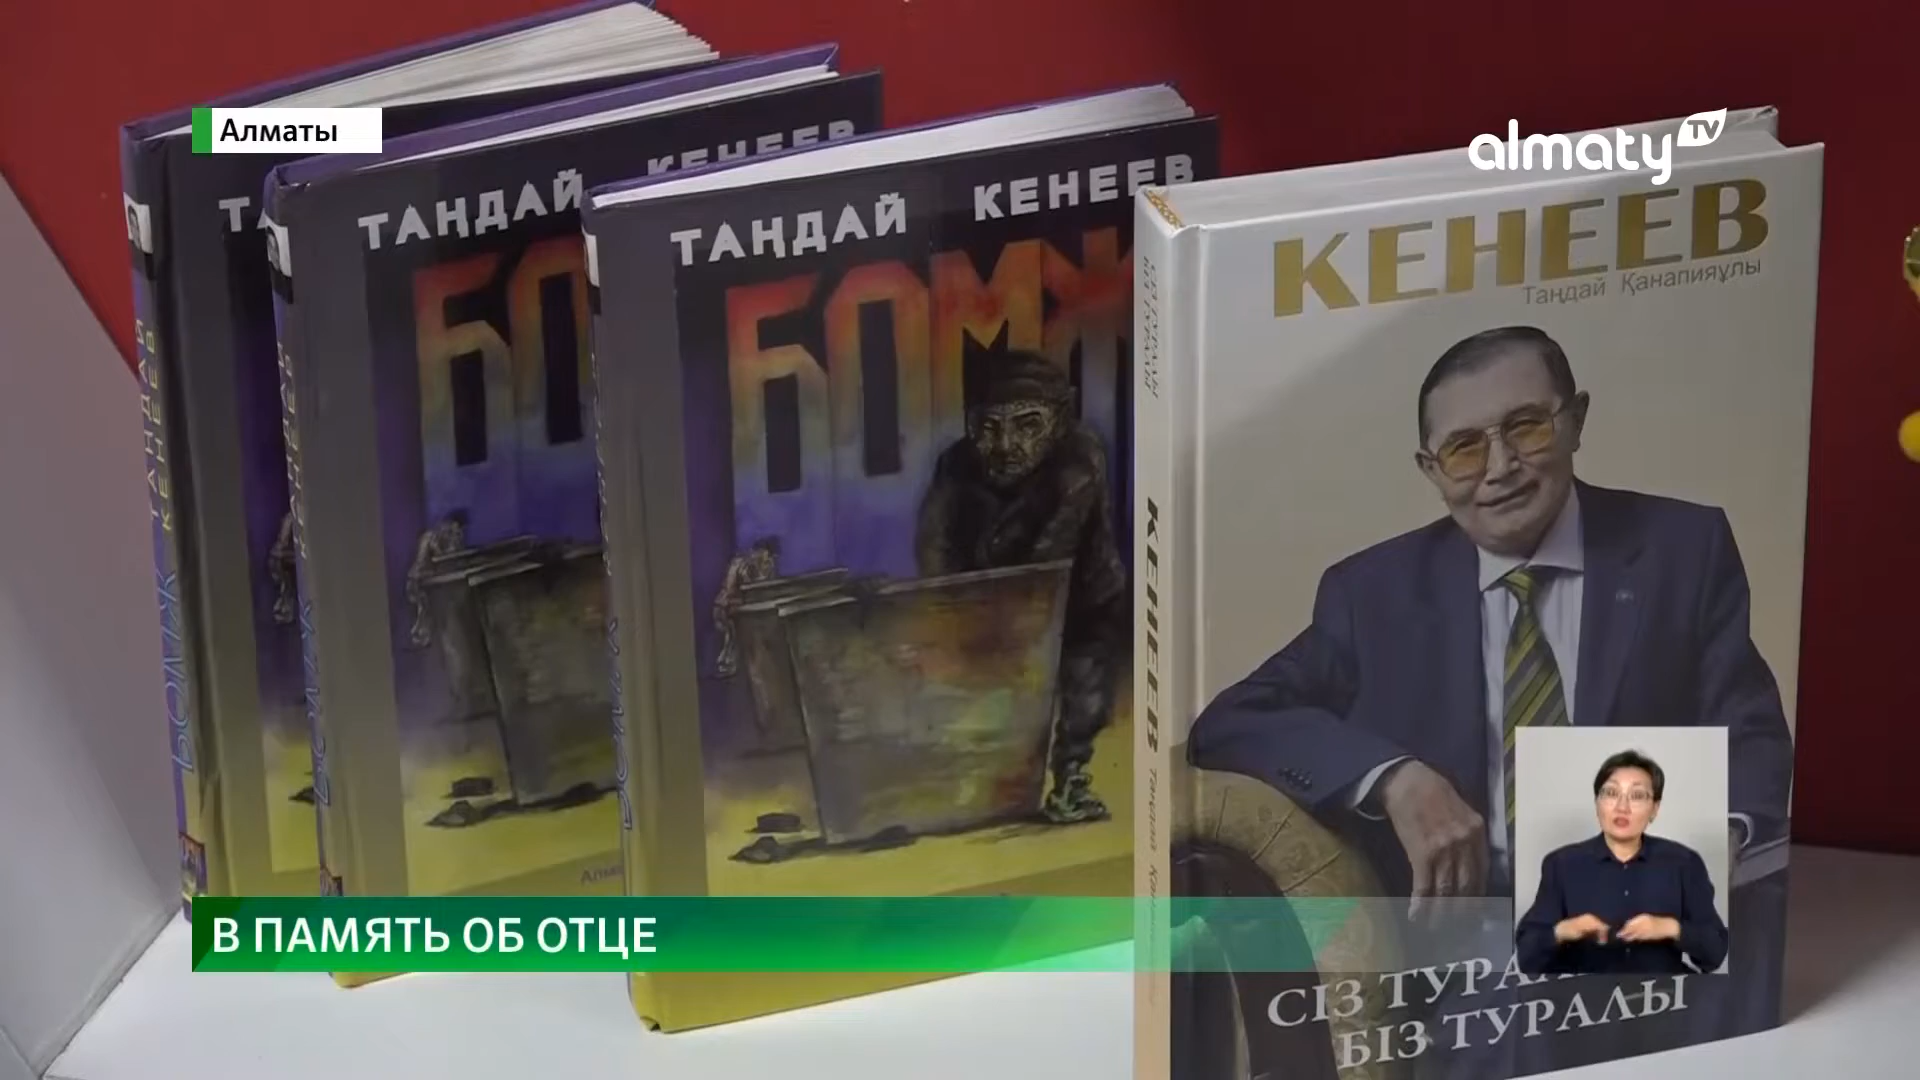 Алматы
almaty TV
ТАҢДАЙ КЕНЕЕВ
ТАҢДАЙ КЕНЕЕВ
БОМЖ
КЕНЕЕВ
Таңдай Қанапияұлы
ТАҢДАЙ
КЕНЕЕВ
БОМЖ
КЕНЕЕВ
В ПАМЯТЬ ОБ ОТЦЕ
БІЗ ТУРАЛЫ